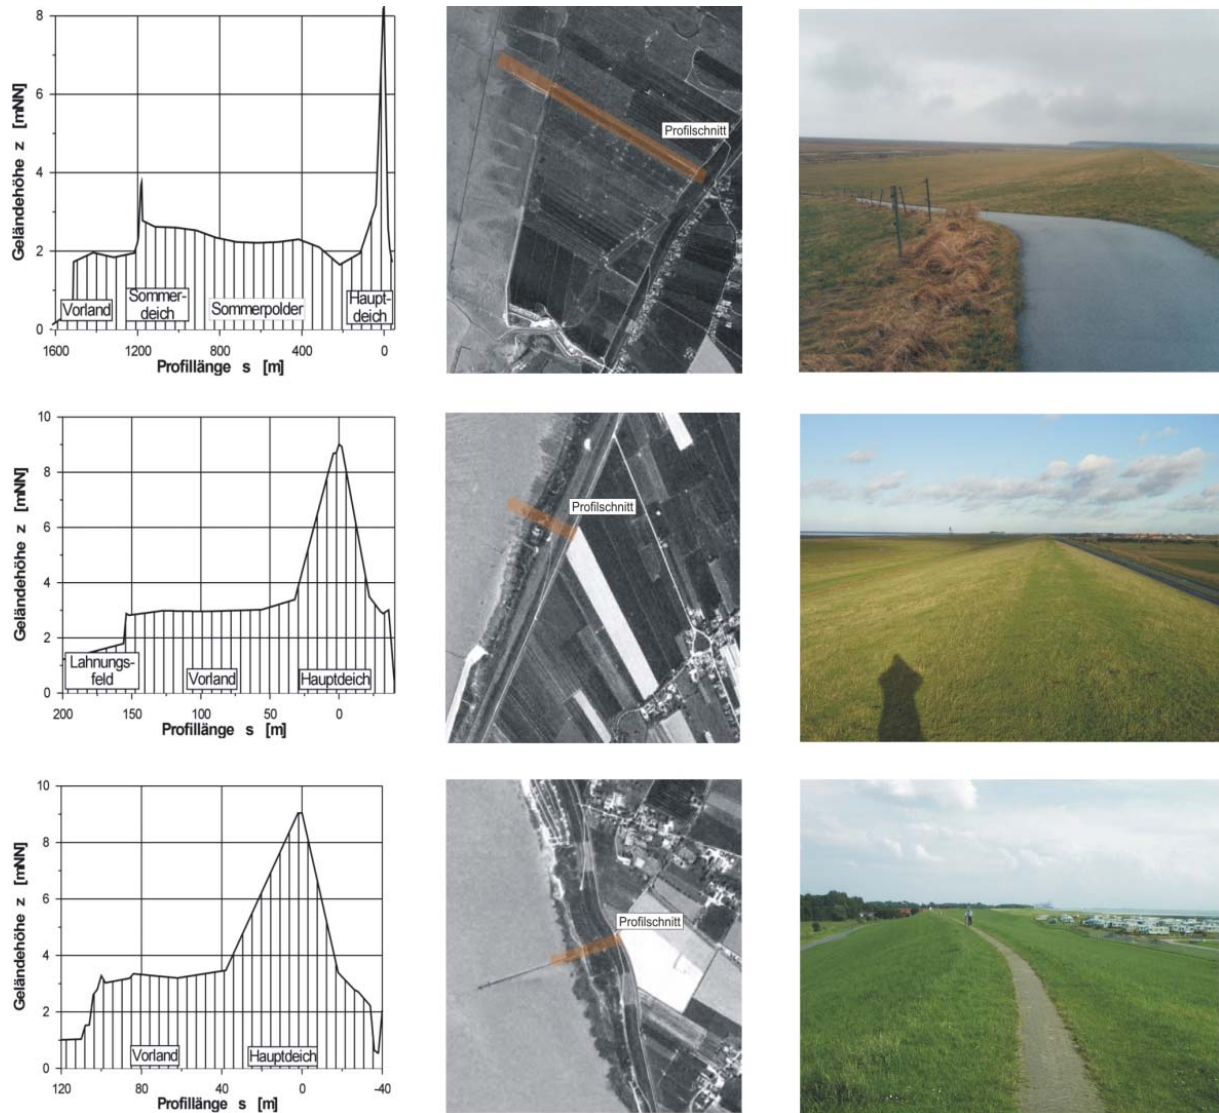 Geländehöhe z [mNN]
8
6
4
2
0
Vorland
Sommer-
deich
Sommerpolder
Haupt-
deich
1600
1200
800
400
0
Profillänge s [m]
Profilschnitt
Geländehöhe z [mNN]
10
8
6
4
2
0
Lahnungs-
feld
Vorland
Hauptdeich
200
150
100
50
0
Profillänge s [m]
Profilschnitt
Geländehöhe z [mNN]
10
8
6
4
2
0
Vorland
Hauptdeich
120
80
40
0
-40
Profillänge s [m]
Profilschnitt